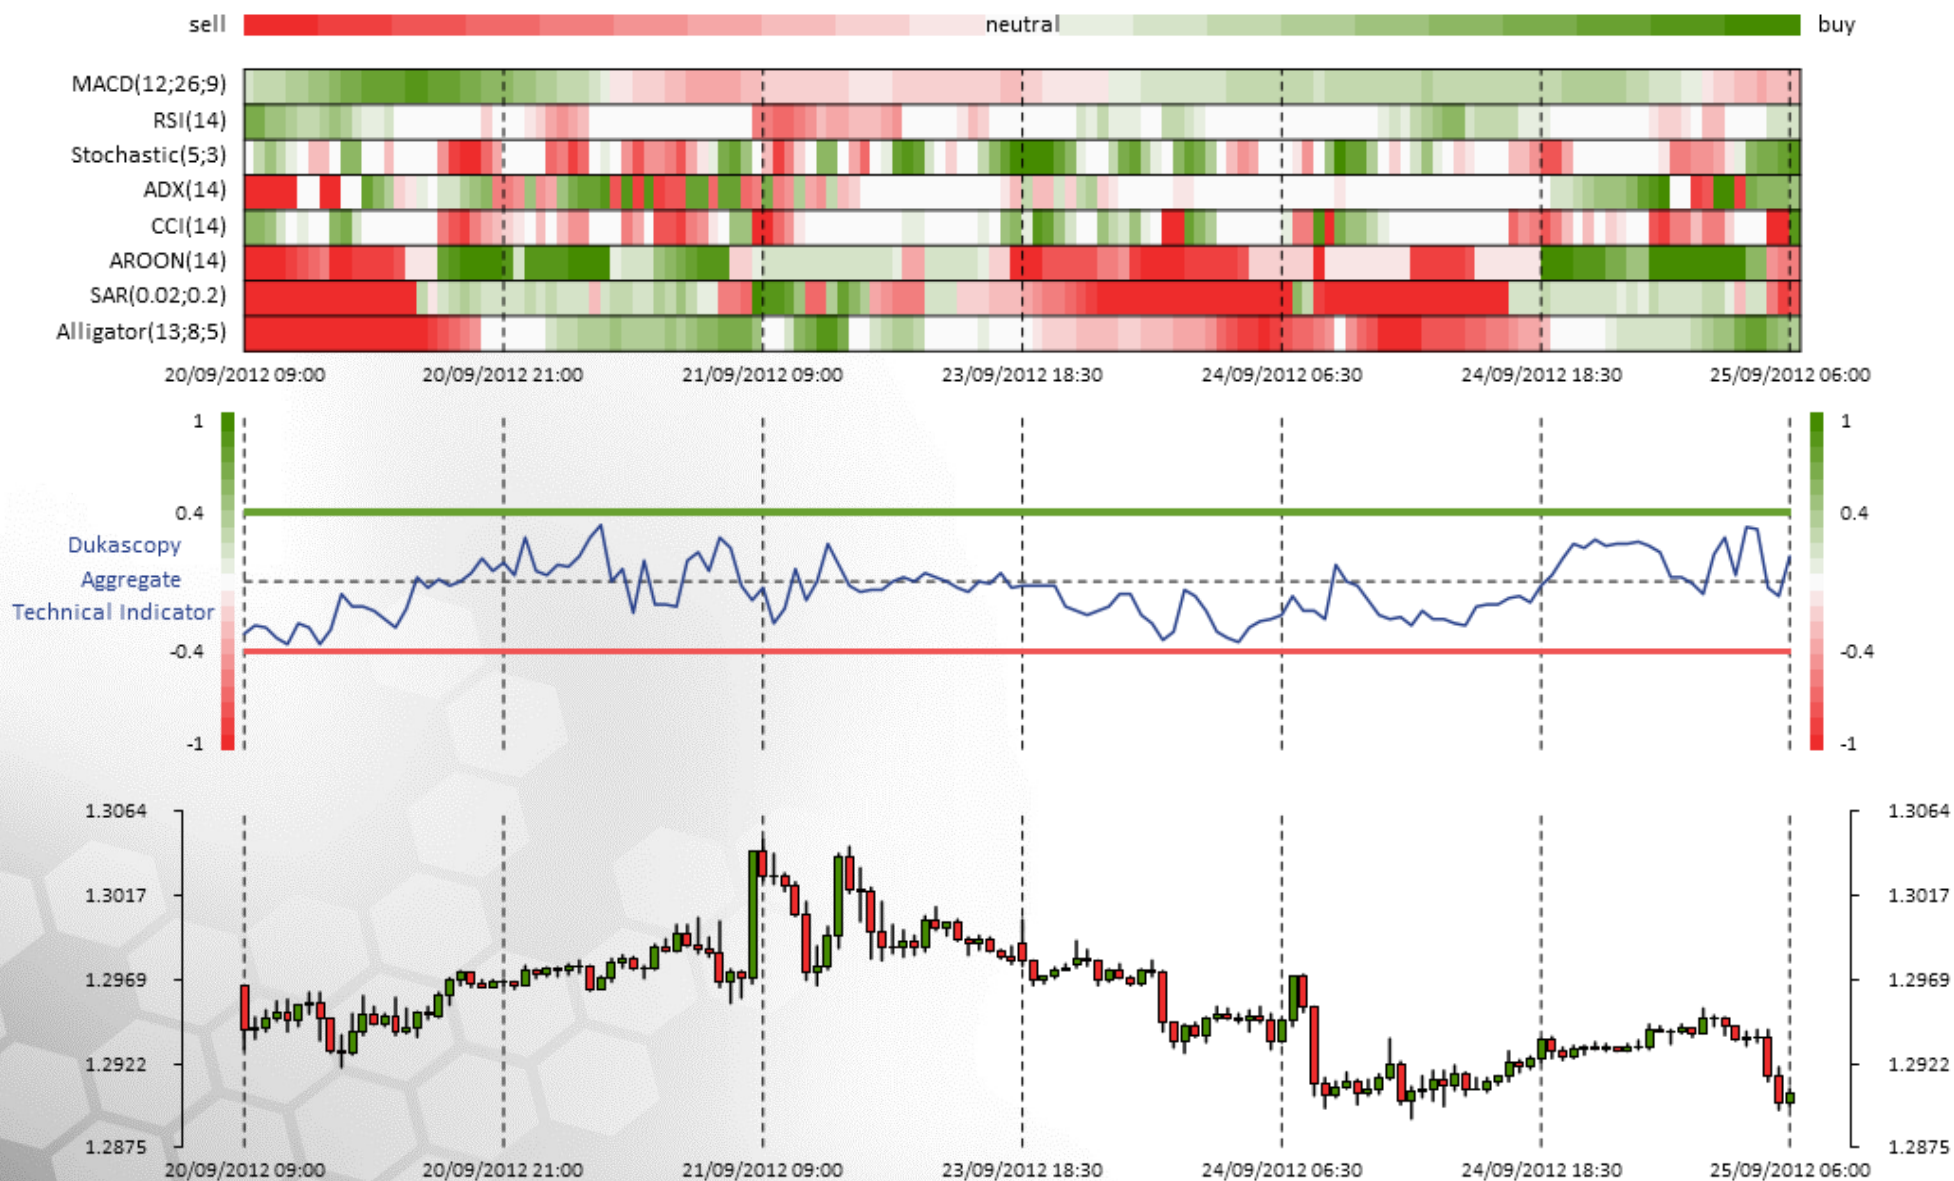 sell neutral buy
MACD(12;26;9)
RSI(14)
Stochastic(5;3)
ADX(14)
CCI(14)
AROON(14)
SAR(0.02;0.2)
Alligator(13;8;5)
20/09/2012 09:00 20/09/2012 21:00 21/09/2012 09:00 23/09/2012 18:30 24/09/2012 06:30 24/09/2012 18:30 25/09/2012 06:00
1 1
0.4 0.4
Dukascopy
Aggregate
Technical Indicator
-0.4 -0.4
-1 -1
1.3064 1.3064
1.3017 1.3017
1.2969 1.2969
1.2922 1.2922
1.2875 1.2875
20/09/2012 09:00 20/09/2012 21:00 21/09/2012 09:00 23/09/2012 18:30 24/09/2012 06:30 24/09/2012 18:30 25/09/2012 06:00